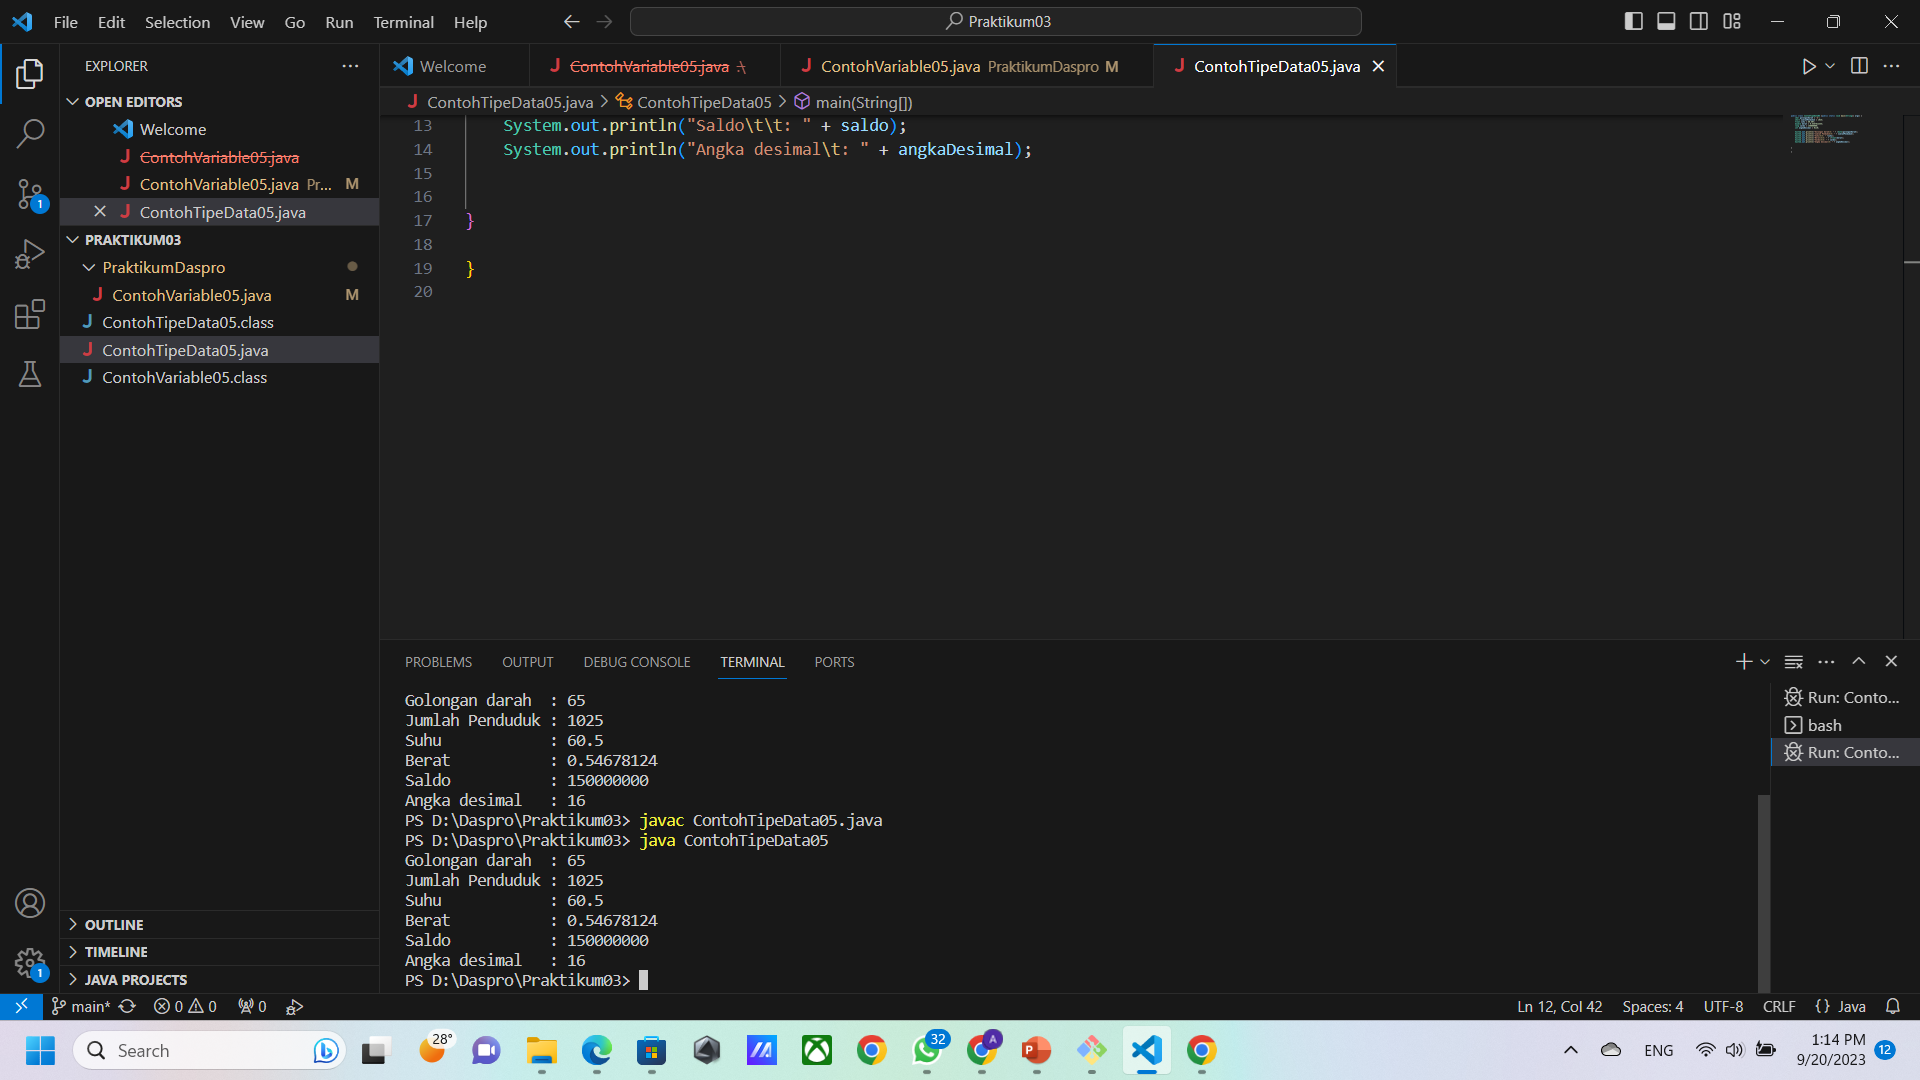 File Edit Selection View Go Run Terminal Help
Praktikum03
EXPLORER
OPEN EDITORS
Welcome
ContohVariable05.java
ContohVariable05.java Pr... M
ContohTipeData05.java
PRAKTIKUM03
PraktikumDaspro
ContohVariable05.java M
ContohTipeData05.class
ContohTipeData05.java
ContohVariable05.class
OUTLINE
TIMELINE
JAVA PROJECTS
Welcome
ContohVariable05.java .\
ContohVariable05.java PraktikumDaspro M
ContohTipeData05.java
ContohTipeData05.java > ContohTipeData05 > main(String[])
13 System.out.println("Saldo\t\t: " + saldo);
14 System.out.println("Angka desimal\t: " + angkaDesimal);
15
16
17 }
18
19 }
20
PROBLEMS OUTPUT DEBUG CONSOLE TERMINAL PORTS
Golongan darah : 65
Jumlah Penduduk : 1025
Suhu : 60.5
Berat : 0.54678124
Saldo : 150000000
Angka desimal : 16
PS D:\Daspro\Praktikum03> javac ContohTipeData05.java
PS D:\Daspro\Praktikum03> java ContohTipeData05
Golongan darah : 65
Jumlah Penduduk : 1025
Suhu : 60.5
Berat : 0.54678124
Saldo : 150000000
Angka desimal : 16
PS D:\Daspro\Praktikum03>
Run: Conto...
bash
Run: Conto...
1
1
main* 0 0 0
Ln 12, Col 42 Spaces: 4 UTF-8 CRLF {} Java
Search
28°
32
A
ENG
1:14 PM
9/20/2023
12